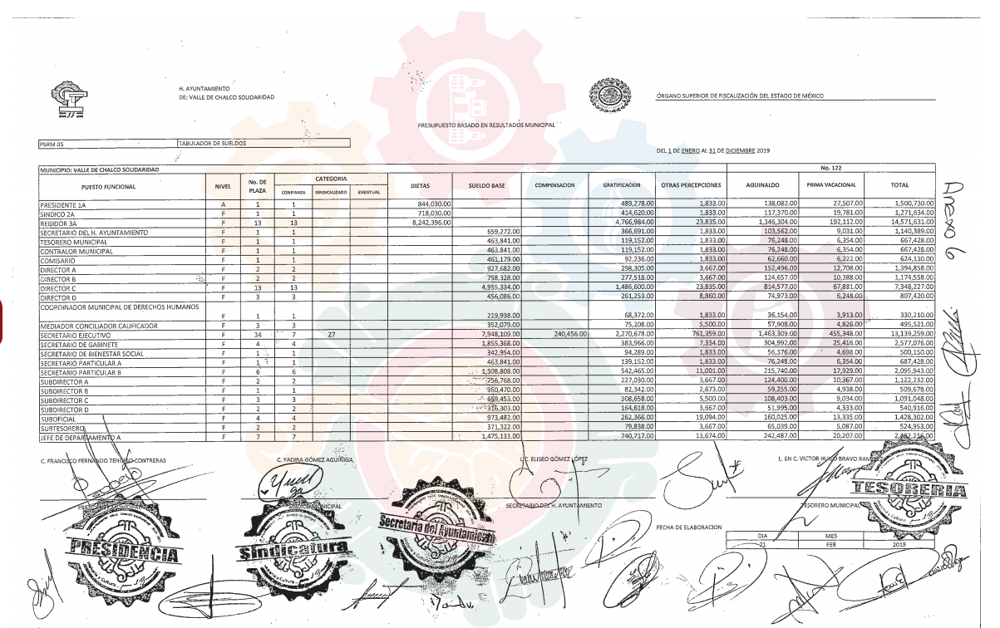 H. AYUNTAMIENTO
DE: VALLE DE CHALCO SOLIDARIDAD
ÓRGANO SUPERIOR DE FISCALIZACIÓN DEL ESTADO DE MÉXICO
PRESUPUESTO BASADO EN RESULTADOS MUNICIPAL
PbRM 05 TABULADOR DE SUELDOS
DEL 1 DE ENERO AL 31 DE DICIEMBRE 2019
MUNICIPIO: VALLE DE CHALCO SOLIDARIDAD No. 122
PUESTO FUNCIONAL NIVEL No. DE PLAZA CATEGORIA CONFIANZA SINDICALIZADO EVENTUAL DIETAS SUELDO BASE COMPENSACION GRATIFICACION OTRAS PERCEPCIONES AGUINALDO PRIMA VACACIONAL TOTAL
PRESIDENTE 1A A 1 1 844,030.00 489,278.00 1,833.00 138,082.00 27,507.00 1,500,730.00
SINDICO 2A F 1 1 718,030.00 414,620.00 1,833.00 117,370.00 19,781.00 1,271,634.00
REGIDOR 3A F 13 13 8,242,396.00 4,766,984.00 23,835.00 1,346,304.00 192,112.00 14,571,631.00
SECRETARIO DEL H. AYUNTAMIENTO F 1 1 659,272.00 366,691.00 1,833.00 103,562.00 9,031.00 1,140,389.00
TESORERO MUNICIPAL F 1 1 463,841.00 119,152.00 1,833.00 76,248.00 6,354.00 667,428.00
CONTRALOR MUNICIPAL F 1 1 463,841.00 119,152.00 1,833.00 76,248.00 6,354.00 667,428.00
COMISARIO F 1 1 461,179.00 92,236.00 1,833.00 62,660.00 6,222.00 624,130.00
DIRECTOR A F 2 2 927,682.00 298,305.00 3,667.00 152,496.00 12,708.00 1,394,858.00
DIRECTOR B F 2 2 758,328.00 277,518.00 3,667.00 124,657.00 10,388.00 1,174,558.00
DIRECTOR C F 13 13 4,955,334.00 1,486,600.00 23,835.00 814,577.00 67,881.00 7,348,227.00
DIRECTOR D F 3 3 456,086.00 261,253.00 8,860.00 74,973.00 6,248.00 807,420.00
COORDINADOR MUNICIPAL DE DERECHOS HUMANOS F 1 1 219,938.00 68,372.00 1,833.00 36,154.00 3,913.00 330,210.00
MEDIADOR CONCILIADOR CALIFICADOR F 3 3 352,079.00 75,208.00 5,500.00 57,908.00 4,826.00 495,521.00
SECRETARIO EJECUTIVO F 34 7 27 7,948,109.00 240,456.00 2,270,678.00 761,359.00 1,463,309.00 455,348.00 13,139,259.00
SECRETARIO DE GABINETE F 4 4 1,855,368.00 383,966.00 7,334.00 304,992.00 25,416.00 2,577,076.00
SECRETARIO DE BIENESTAR SOCIAL F 1 1 342,954.00 94,289.00 1,833.00 56,376.00 4,698.00 500,150.00
SECRETARIO PARTICULAR A F 1 1 463,841.00 139,152.00 1,833.00 76,248.00 6,354.00 687,428.00
SECRETARIO PARTICULAR B F 6 6 1,308,808.00 542,465.00 11,001.00 215,740.00 17,929.00 2,095,943.00
SUBDIRECTOR A F 2 2 756,768.00 227,030.00 3,667.00 124,400.00 10,367.00 1,122,232.00
SUBDIRECTOR B F 1 1 360,470.00 82,342.00 2,673.00 59,255.00 4,938.00 509,678.00
SUBDIRECTOR C F 3 3 659,453.00 308,658.00 5,500.00 108,403.00 9,034.00 1,091,048.00
SUBDIRECTOR D F 2 2 316,303.00 164,618.00 3,667.00 51,995.00 4,333.00 540,916.00
SUBOFICIAL F 4 4 973,482.00 262,366.00 19,094.00 160,025.00 13,335.00 1,428,302.00
SUBTESORERO F 2 2 371,322.00 79,838.00 3,667.00 65,039.00 5,087.00 524,953.00
JEFE DE DEPARTAMENTO A F 7 7 1,475,131.00 740,717.00 13,674.00 242,487.00 20,207.00 2,492,216.00
Anexo 6
C. FRANCISCO FERNANDO TENORIO CONTRERAS C. YADIRA GÓMEZ AGUIÑIGA L.C. ELISEO GÓMEZ LÓPEZ L. EN C. VICTOR HUGO BRAVO RAMIREZ
PRESIDENTE MUNICIPAL SINDICO MUNICIPAL SECRETARIO DEL H. AYUNTAMIENTO TESORERO MUNICIPAL
PRESIDENCIA
Sindicatura
Secretaria del Ayuntamiento
TESORERIA
FECHA DE ELABORACION
DIA MES
21 FEB 2019